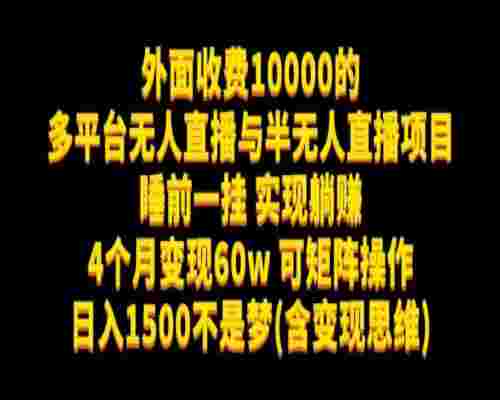 外面收费10000的
多平台无人直播与半无人直播项目
睡前一挂 实现躺赚
4个月变现60w 可矩阵操作
日入1500不是梦(含变现思维)